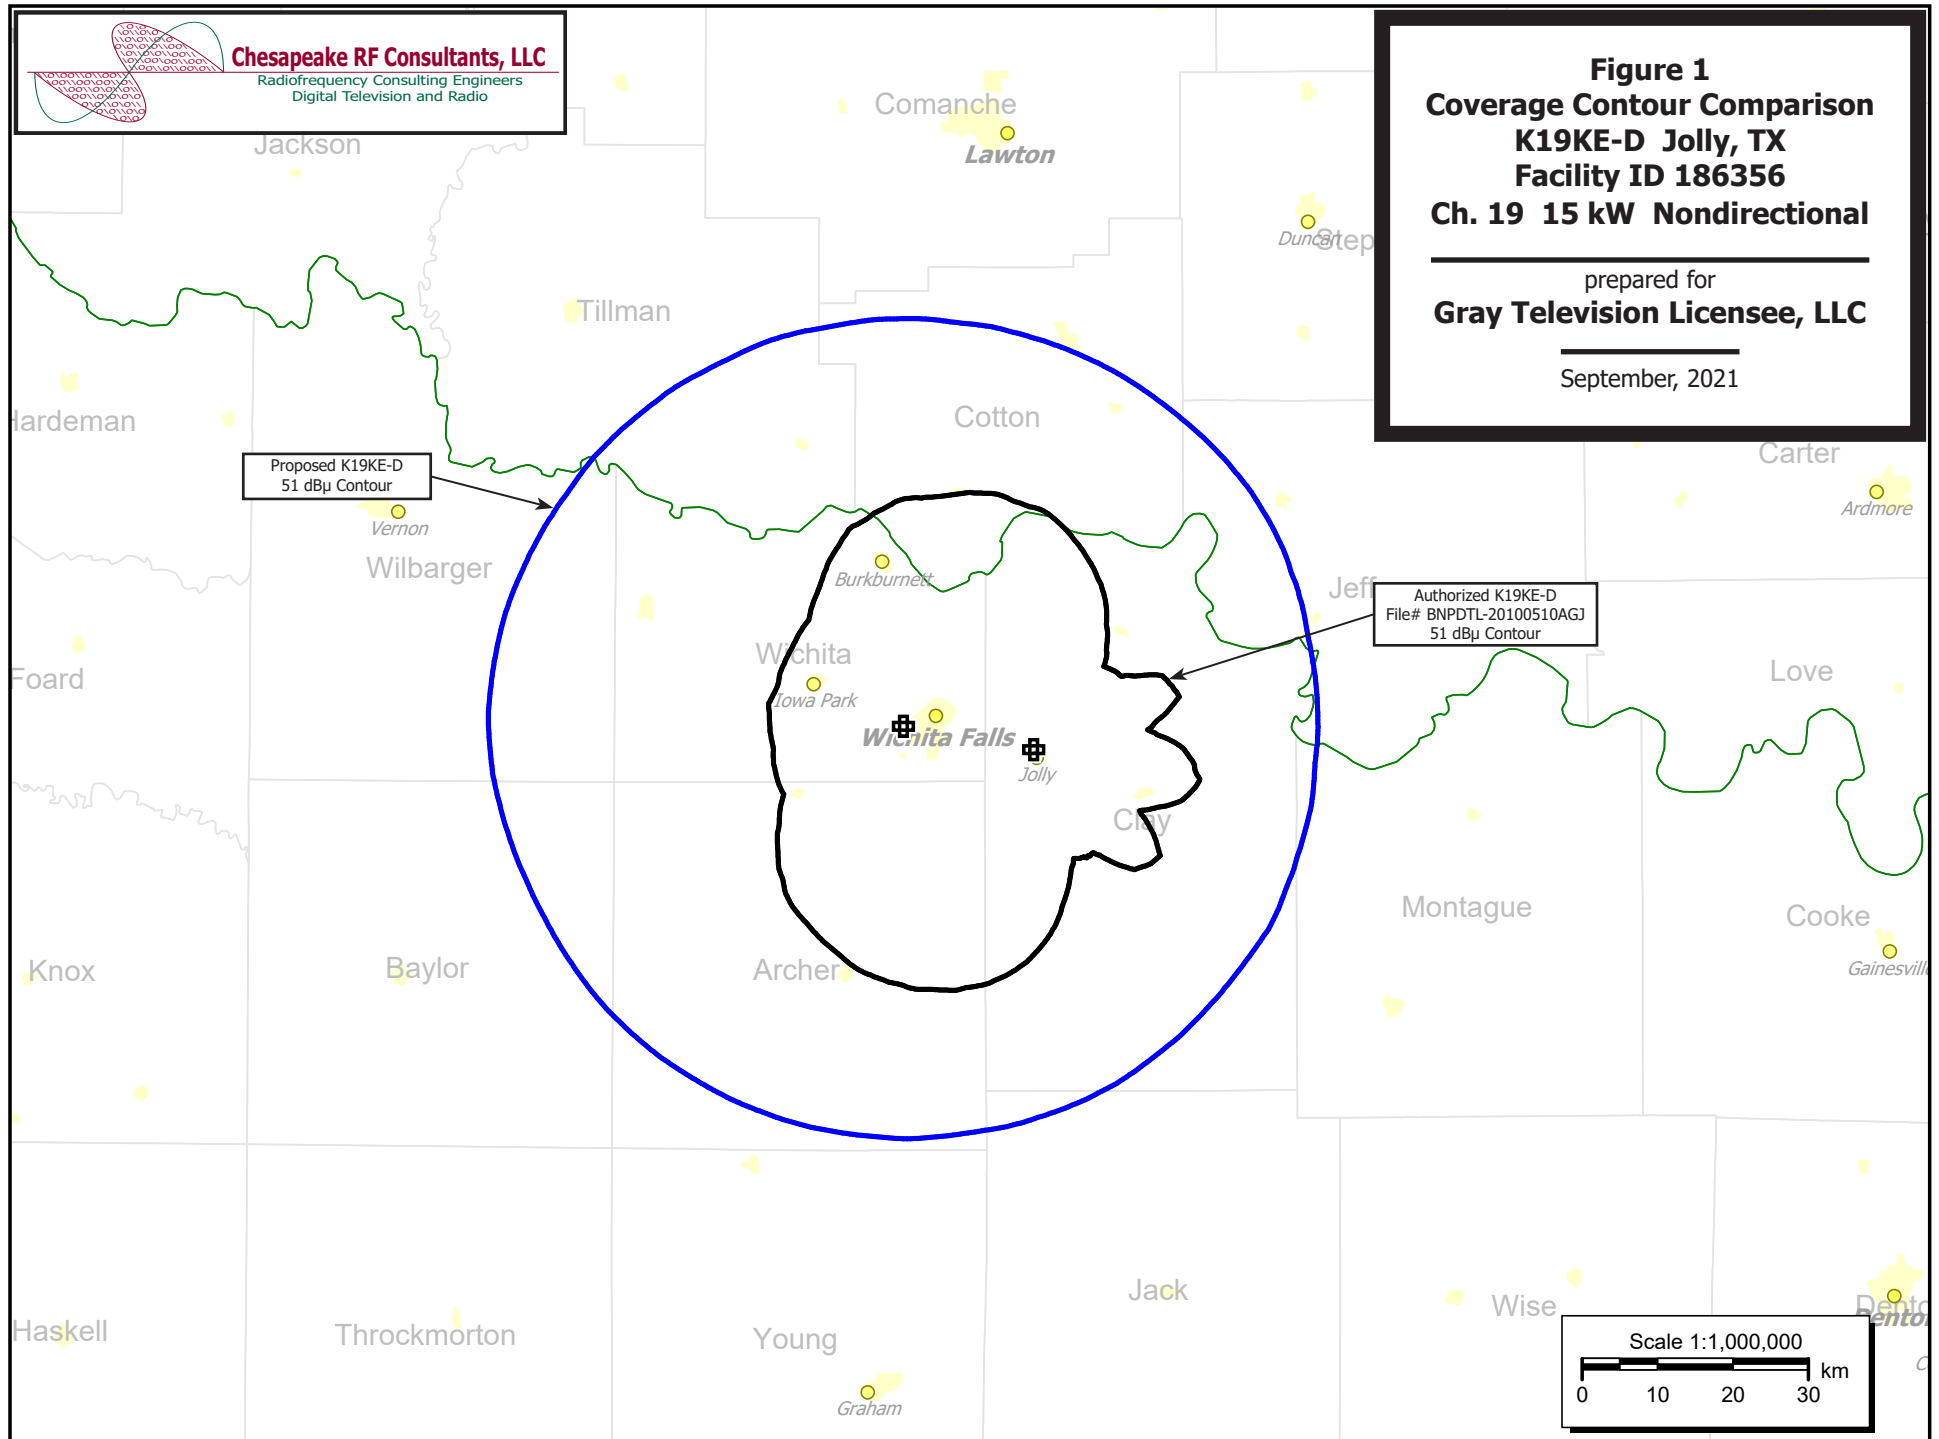 Chesapeake RF Consultants, LLC
Radiofrequency Consulting Engineers
Digital Television and Radio
Figure 1
Coverage Contour Comparison
K19KE-D Jolly, TX
Facility ID 186356
Ch. 19 15 kW Nondirectional
prepared for
Gray Television Licensee, LLC
September, 2021
Jackson
Comanche
Lawton
Duncan
Step
Tillman
Hardeman
Cotton
Carter
Proposed K19KE-D
51 dBµ Contour
Vernon
Ardmore
Wilbarger
Burkburnett
Jeff
Authorized K19KE-D
File# BNPDTL-20100510AGJ
51 dBµ Contour
Foard
Wichita
Iowa Park
Love
Wichita Falls
Jolly
Clay
Montague
Cooke
Knox
Baylor
Archer
Gainesville
Jack
Wise
Dento
Denton
Haskell
Throckmorton
Young
Graham
C
Scale 1:1,000,000
km
0 10 20 30